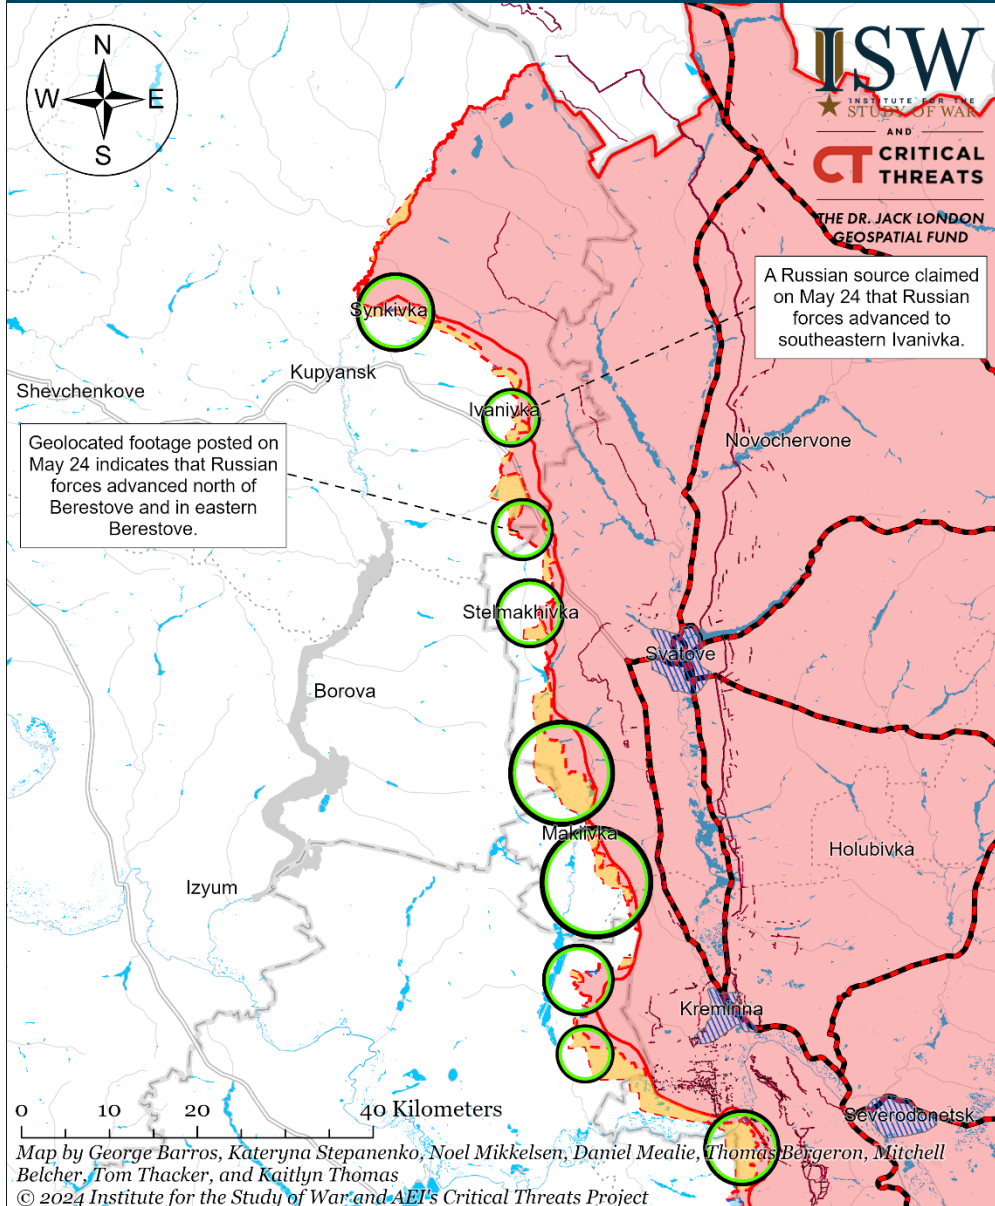 N
W E
S
ISW
INSTITUTE FOR THE
STUDY OF WAR
AND
CT CRITICAL
THREATS
THE DR. JACK LONDON
GEOSPATIAL FUND
A Russian source claimed
on May 24 that Russian
forces advanced to
southeastern Ivanivka.
Synkivka
Kupyansk
Shevchenkove
Ivanivka
Novochervone
Geolocated footage posted on
May 24 indicates that Russian
forces advanced north of
Berestove and in eastern
Berestove.
Stelmakhivka
Svatove
Borova
Makiivka
Holubivka
Izyum
Kreminna
Severodonetsk
0 10 20 40 Kilometers
Map by George Barros, Kateryna Stepanenko, Noel Mikkelsen, Daniel Mealie, Thomas Bergeron, Mitchell
Belcher, Tom Thacker, and Kaitlyn Thomas
© 2024 Institute for the Study of War and AEI's Critical Threats Project